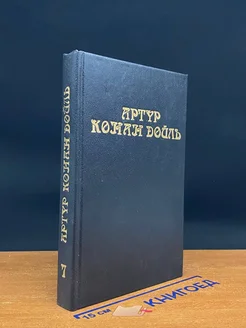 АРТУР
КОНАН ДОЙЛЬ
АРТУР КОНАН ДОЙЛЬ
7
15 см
КНИГОЕД